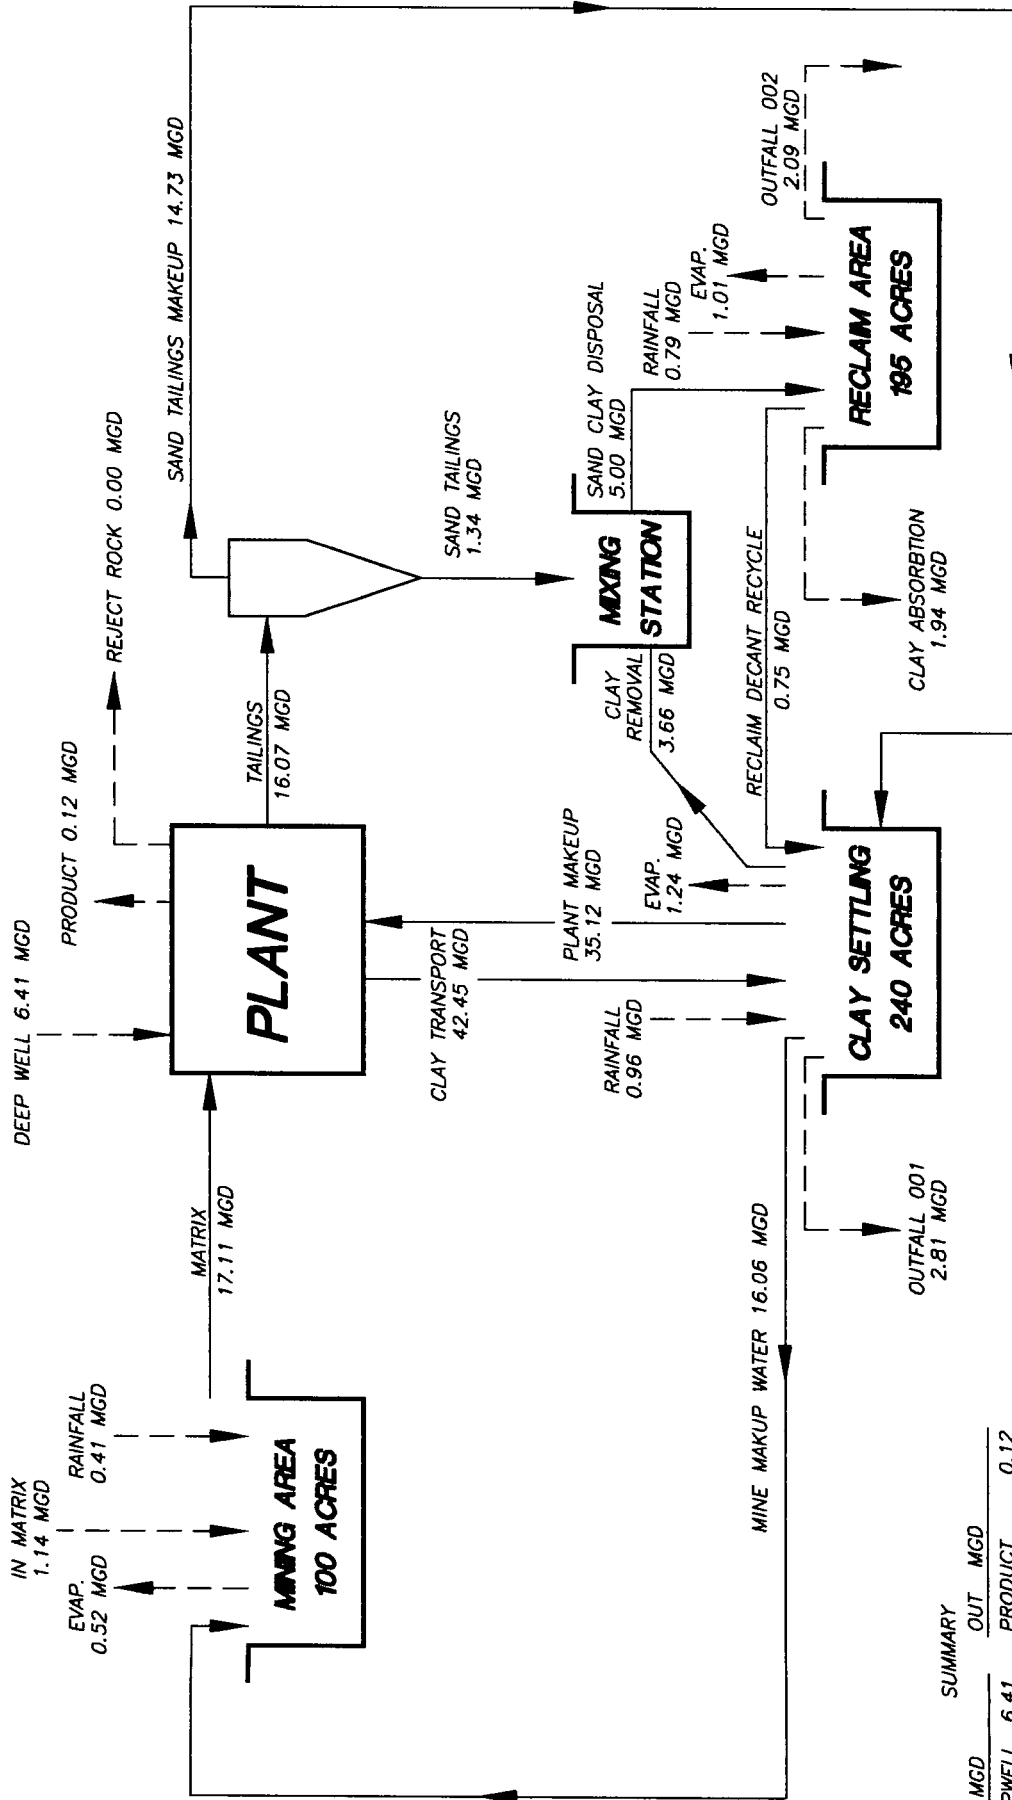 DEEP WELL 6.41 MGD
PRODUCT 0.12 MGD
REJECT ROCK 0.00 MGD
SAND TAILINGS MAKEUP 14.73 MGD
IN MATRIX
1.14 MGD
EVAP.
0.52 MGD
RAINFALL
0.41 MGD
MINING AREA
100 ACRES
MATRIX
17.11 MGD
PLANT
TAILINGS
16.07 MGD
SAND TAILINGS
1.34 MGD
CLAY TRANSPORT
42.45 MGD
PLANT MAKEUP
35.12 MGD
RAINFALL
0.96 MGD
EVAP.
1.24 MGD
CLAY
REMOVAL
3.66 MGD
MIXING
STATION
SAND CLAY DISPOSAL
5.00 MGD
RAINFALL
0.79 MGD
EVAP.
1.01 MGD
OUTFALL 002
2.09 MGD
MINE MAKUP WATER 16.06 MGD
RECLAIM DECANT RECYCLE
0.75 MGD
CLAY SETTLING
240 ACRES
RECLAIM AREA
195 ACRES
OUTFALL 001
2.81 MGD
CLAY ABSORBTION
1.94 MGD
SUMMARY
MGD OUT MGD
PWELL 6.41 PRODUCT 0.12